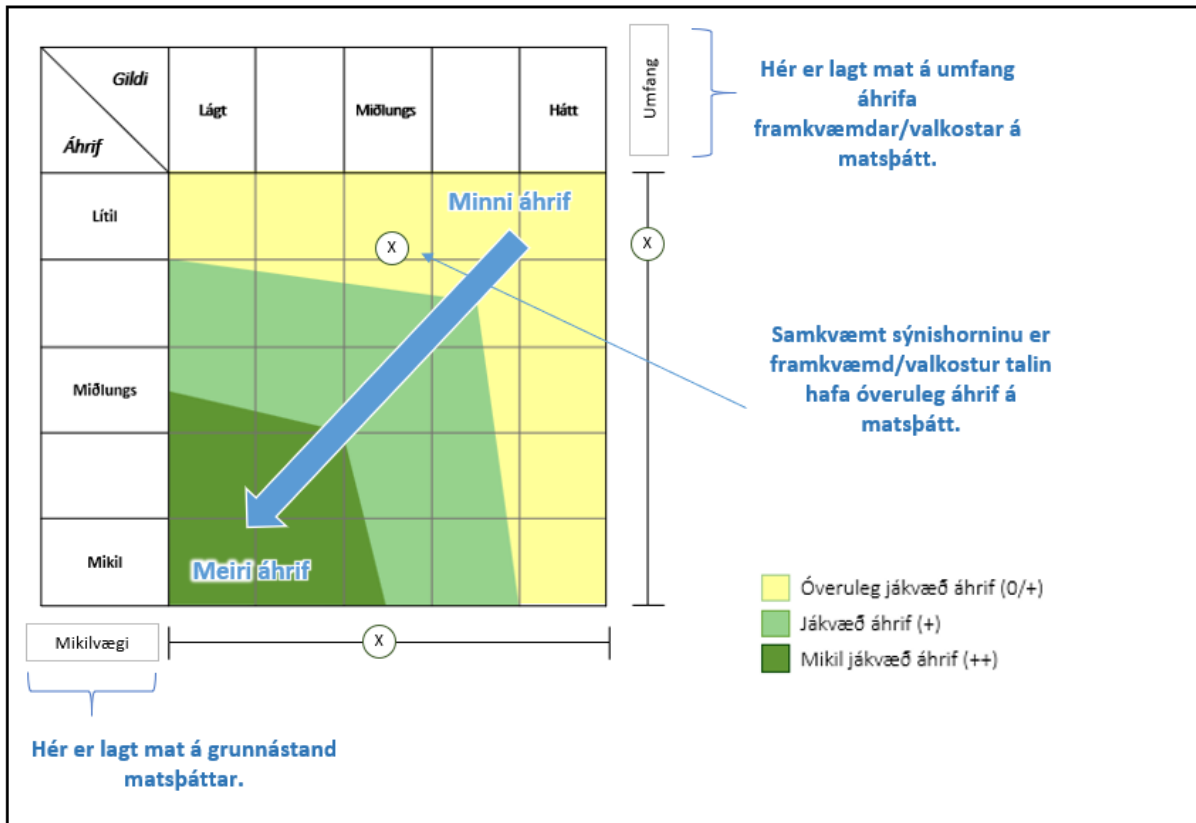 Gildi
Áhrif
Lágt
Miðlungs
Hátt
Umfang
Hér er lagt mat á umfang
áhrifa
framkvæmdar/valkostar á
matsþátt.
Lítil
Minni áhrif
X
X
Miðlungs
Samkvæmt sýnishorninu er
framkvæmd/valkostur talin
hafa óveruleg áhrif á
matsþátt.
Mikil
Meiri áhrif
Óveruleg jákvæð áhrif (0/+)
Jákvæð áhrif (+)
Mikil jákvæð áhrif (++)
Mikilvægi
X
Hér er lagt mat á grunnástand
matsþáttar.